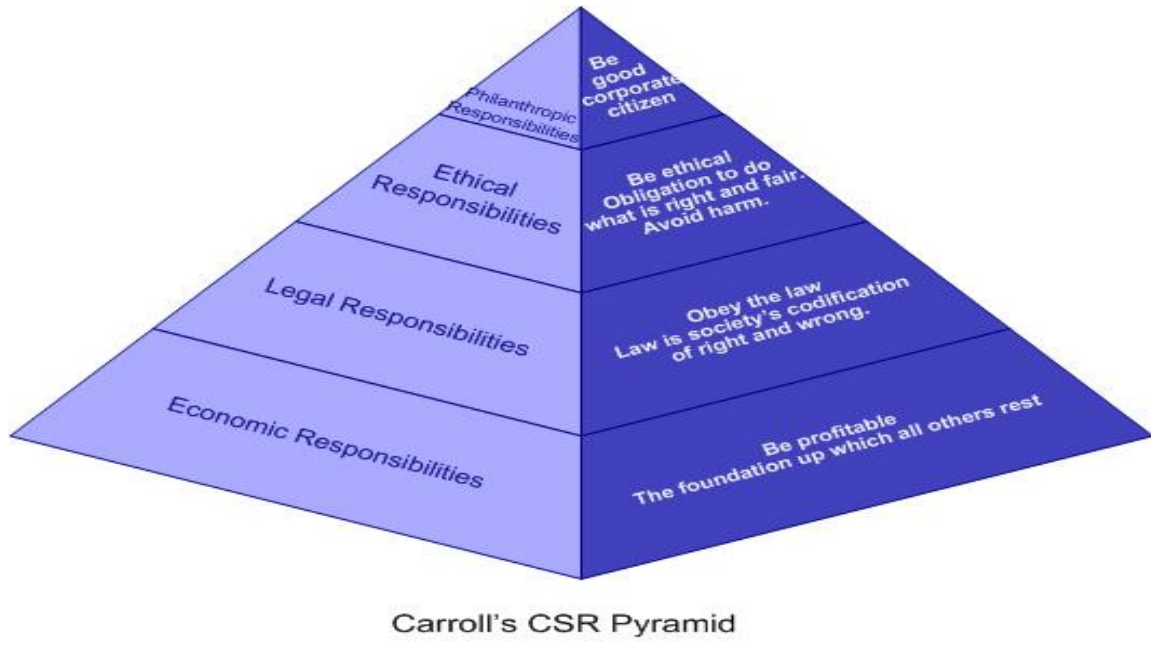 Philanthropic
Responsibilities
Be
good
corporate
citizen
Ethical
Responsibilities
Be ethical
Obligation to do
what is right and fair.
Avoid harm.
Legal Responsibilities
Obey the law
Law is society's codification
of right and wrong.
Economic Responsibilities
Be profitable
The foundation up which all others rest
Carroll's CSR Pyramid